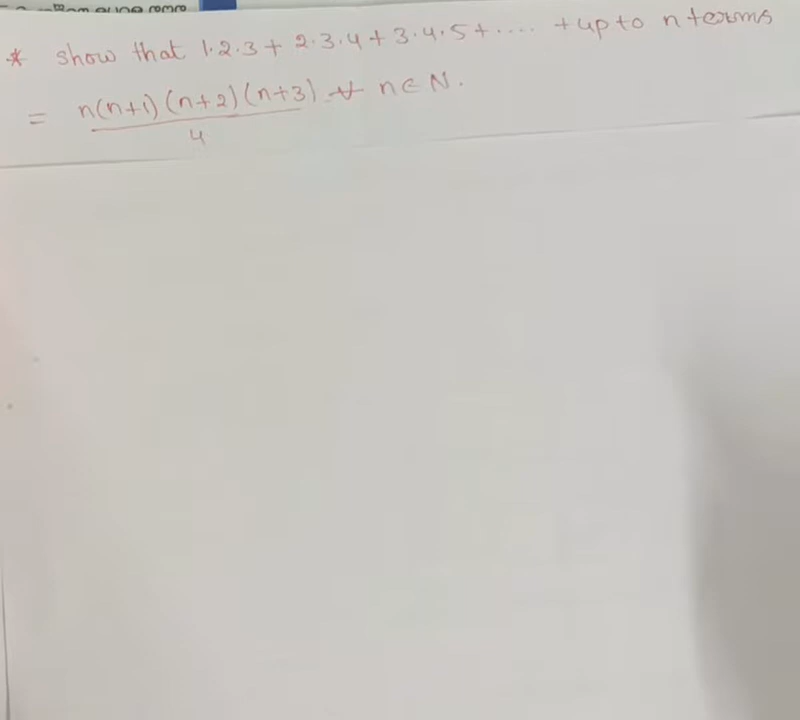 * show that 1.2.3 + 2.3.4 + 3.4.5 + .... + up to n terms
= n(n+1)(n+2)(n+3) ∀ n ∈ N.
4